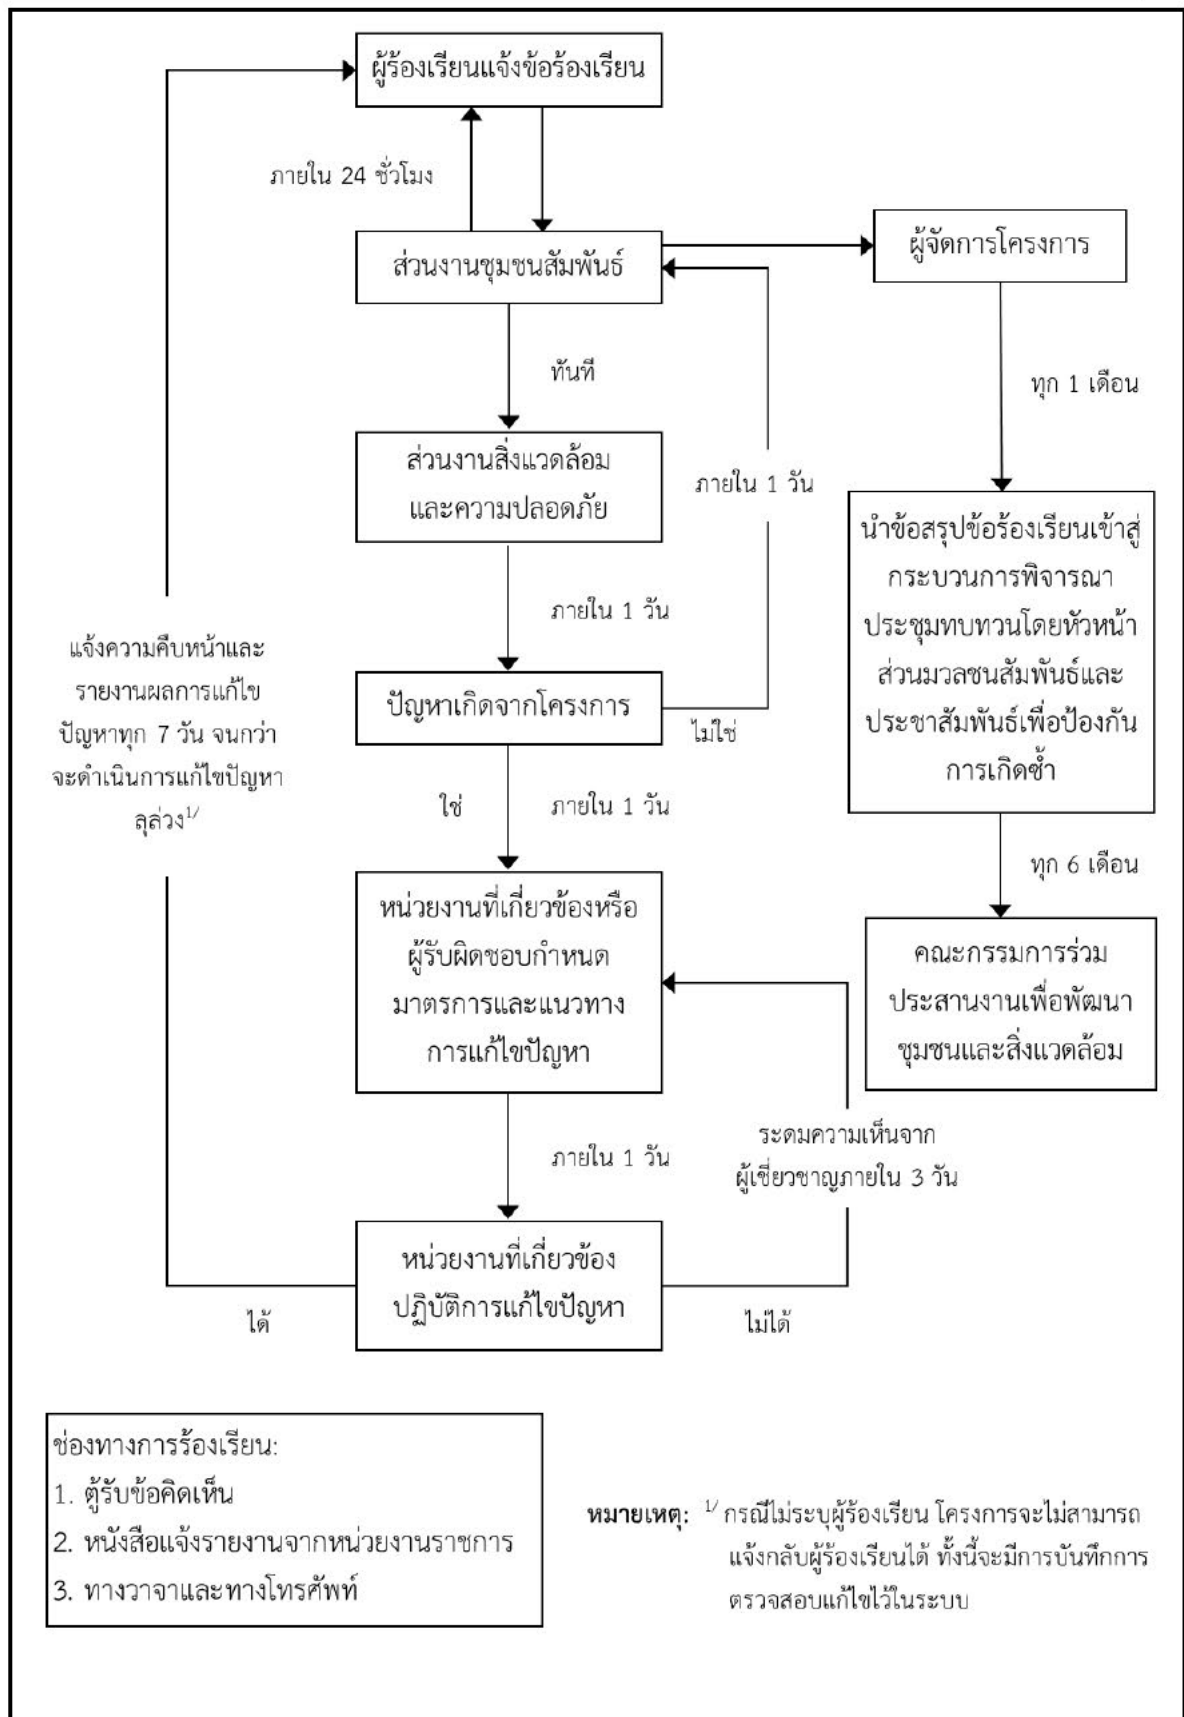 ผู้ร้องเรียนแจ้งข้อร้องเรียน
ภายใน 24 ชั่วโมง
ส่วนงานชุมชนสัมพันธ์
ผู้จัดการโครงการ
ทันที
ทุก 1 เดือน
ส่วนงานสิ่งแวดล้อม
และความปลอดภัย
ภายใน 1 วัน
นำข้อสรุปข้อร้องเรียนเข้าสู่
กระบวนการพิจารณา
ประชุมทบทวนโดยหัวหน้า
ส่วนมวลชนสัมพันธ์และ
ประชาสัมพันธ์เพื่อป้องกัน
การเกิดซ้ำ
ภายใน 1 วัน
แจ้งความคืบหน้าและ
รายงานผลการแก้ไข
ปัญหาทุก 7 วัน จนกว่า
จะดำเนินการแก้ไขปัญหา
ลุล่วง1/
ปัญหาเกิดจากโครงการ
ไม่ใช่
ใช่
ภายใน 1 วัน
ทุก 6 เดือน
หน่วยงานที่เกี่ยวข้องหรือ
ผู้รับผิดชอบกำหนด
มาตรการและแนวทาง
การแก้ไขปัญหา
คณะกรรมการร่วม
ประสานงานเพื่อพัฒนา
ชุมชนและสิ่งแวดล้อม
ภายใน 1 วัน
ระดมความเห็นจาก
ผู้เชี่ยวชาญภายใน 3 วัน
หน่วยงานที่เกี่ยวข้อง
ปฏิบัติการแก้ไขปัญหา
ได้
ไม่ได้
ช่องทางการร้องเรียน:
1. ตู้รับข้อคิดเห็น
2. หนังสือแจ้งรายงานจากหน่วยงานราชการ
3. ทางวาจาและทางโทรศัพท์
หมายเหตุ: 1/ กรณีไม่ระบุผู้ร้องเรียน โครงการจะไม่สามารถ
แจ้งกลับผู้ร้องเรียนได้ ทั้งนี้จะมีการบันทึกการ
ตรวจสอบแก้ไขไว้ในระบบ